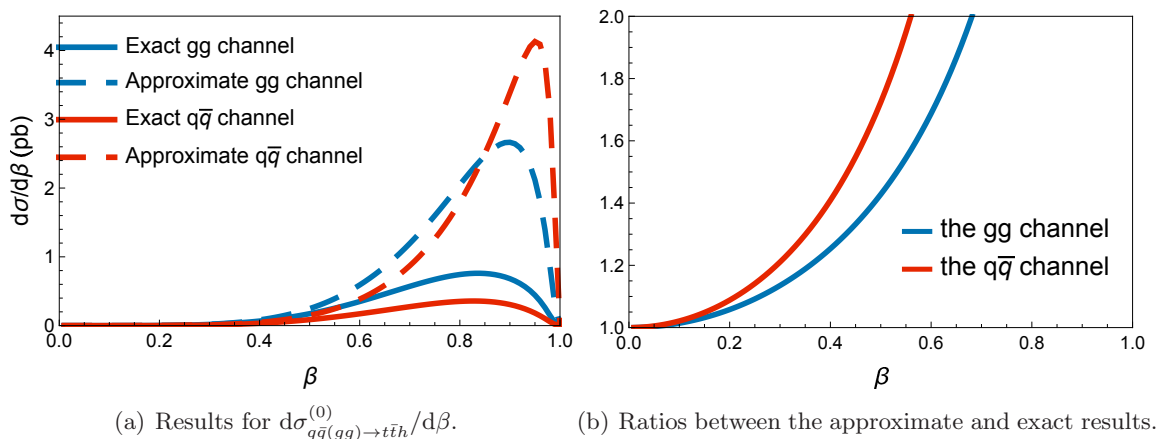 Exact gg channel
Approximate gg channel
Exact qq̅ channel
Approximate qq̅ channel
dσ/dβ (pb)
4
3
2
1
0
0.0 0.2 0.4 0.6 0.8 1.0
β
(a) Results for dσ⁽⁰⁾_{qq̄(gg)→tt̄h}/dβ.
2.0
1.8
1.6
1.4
1.2
1.0
the gg channel
the qq̅ channel
0.0 0.2 0.4 0.6 0.8 1.0
β
(b) Ratios between the approximate and exact results.